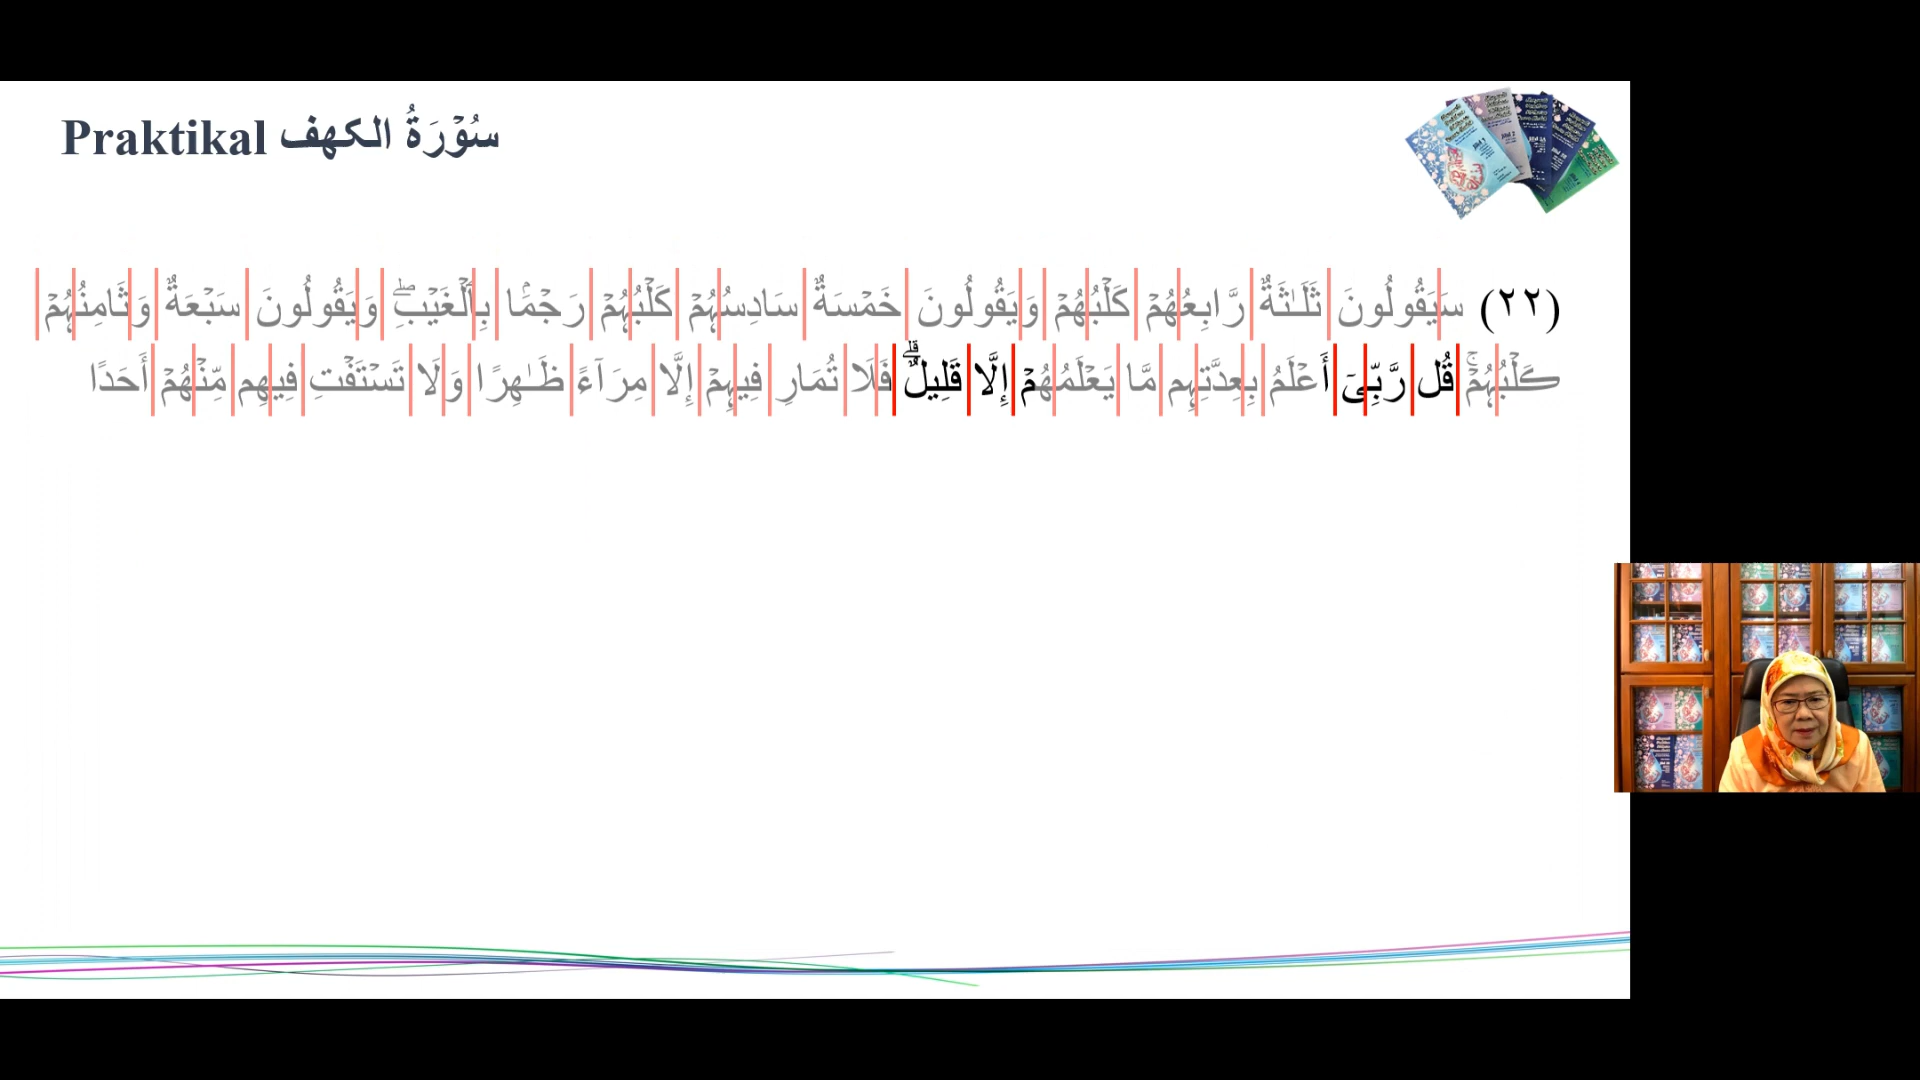 Praktikal سُوْرَةُ الكهف
(٢٢) سَيَقُولُونَ ثَلَـٰثَةٌ رَّابِعُهُمْ كَلْبُهُمْ وَيَقُولُونَ خَمْسَةٌ سَادِسُهُمْ كَلْبُهُمْ رَجْمًۢا بِٱلْغَيْبِ ۖ وَيَقُولُونَ سَبْعَةٌ وَثَامِنُهُمْ
كَلْبُهُمْ ۚ قُل رَّبِّىٓ أَعْلَمُ بِعِدَّتِهِم مَّا يَعْلَمُهُمْ إِلَّا قَلِيلٌ ۗ فَلَا تُمَارِ فِيهِمْ إِلَّا مِرَآءً ظَـٰهِرًا وَلَا تَسْتَفْتِ فِيهِم مِّنْهُمْ أَحَدًا